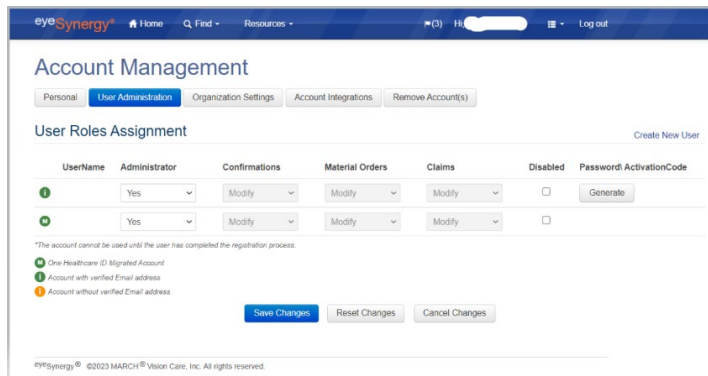 eyeSynergy® Home Find Resources (3) Hi, Log out
Account Management
Personal User Administration Organization Settings Account Integrations Remove Account(s)
User Roles Assignment
Create New User
UserName Administrator Confirmations Material Orders Claims Disabled Password\ActivationCode
i Yes Modify Modify Modify Generate
M Yes Modify Modify Modify
*The account cannot be used until the user has completed the registration process.
M One Healthcare ID Migrated Account
i Account with verified Email address
i Account without verified Email address
Save Changes Reset Changes Cancel Changes
eyeSynergy® ©2023 MARCH® Vision Care, Inc. All rights reserved.